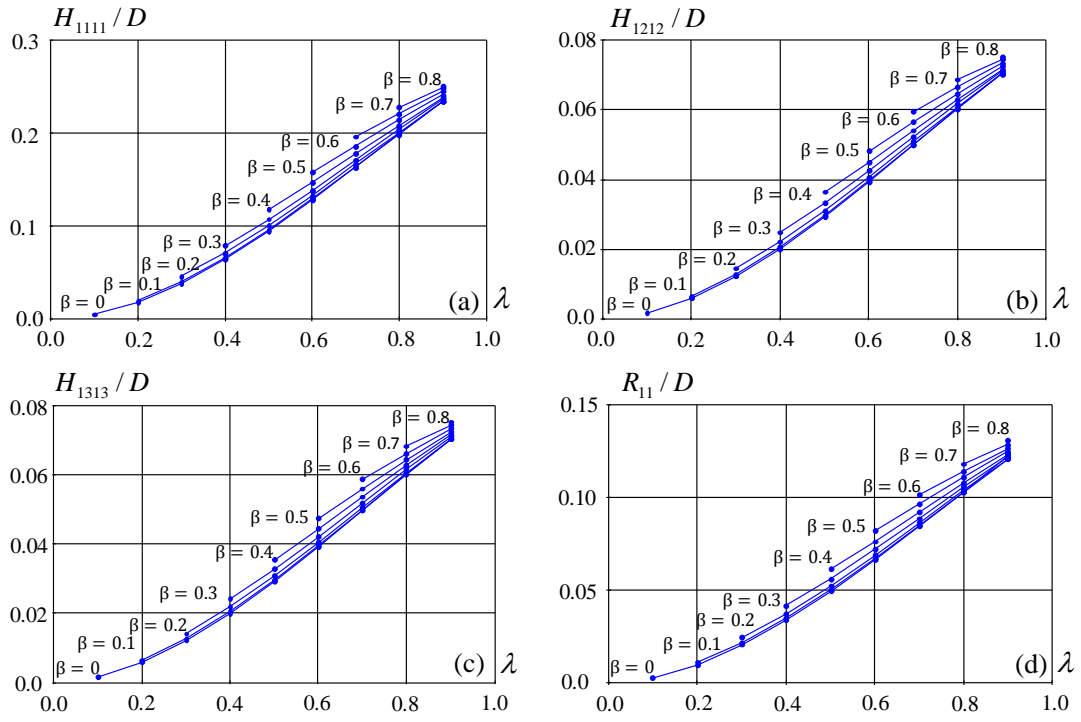 H₁₁₁₁ / D
0.3
0.2
0.1
0.0
β = 0
β = 0.1
β = 0.2
β = 0.3
β = 0.4
β = 0.5
β = 0.6
β = 0.7
β = 0.8
(a) λ
0.0 0.2 0.4 0.6 0.8 1.0
H₁₂₁₂ / D
0.08
0.06
0.04
0.02
0.0
β = 0
β = 0.1
β = 0.2
β = 0.3
β = 0.4
β = 0.5
β = 0.6
β = 0.7
β = 0.8
(b) λ
0.0 0.2 0.4 0.6 0.8 1.0
H₁₃₁₃ / D
0.08
0.06
0.04
0.02
0.0
β = 0
β = 0.1
β = 0.2
β = 0.3
β = 0.4
β = 0.5
β = 0.6
β = 0.7
β = 0.8
(c) λ
0.0 0.2 0.4 0.6 0.8 1.0
R₁₁ / D
0.15
0.10
0.05
0.0
β = 0
β = 0.1
β = 0.2
β = 0.3
β = 0.4
β = 0.5
β = 0.6
β = 0.7
β = 0.8
(d) λ
0.0 0.2 0.4 0.6 0.8 1.0